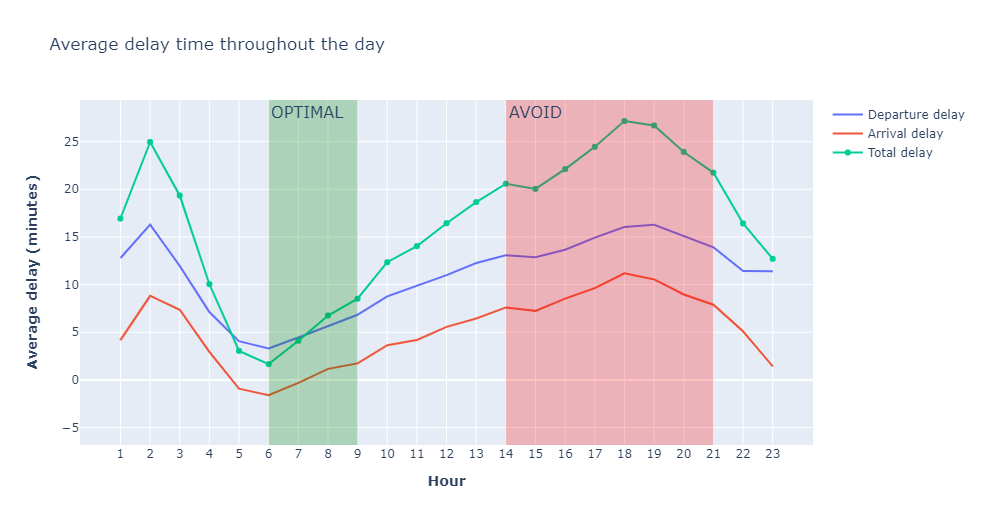 Average delay time throughout the day
OPTIMAL
AVOID
Departure delay
Arrival delay
Total delay
Average delay (minutes)
25
20
15
10
5
0
−5
1 2 3 4 5 6 7 8 9 10 11 12 13 14 15 16 17 18 19 20 21 22 23
Hour